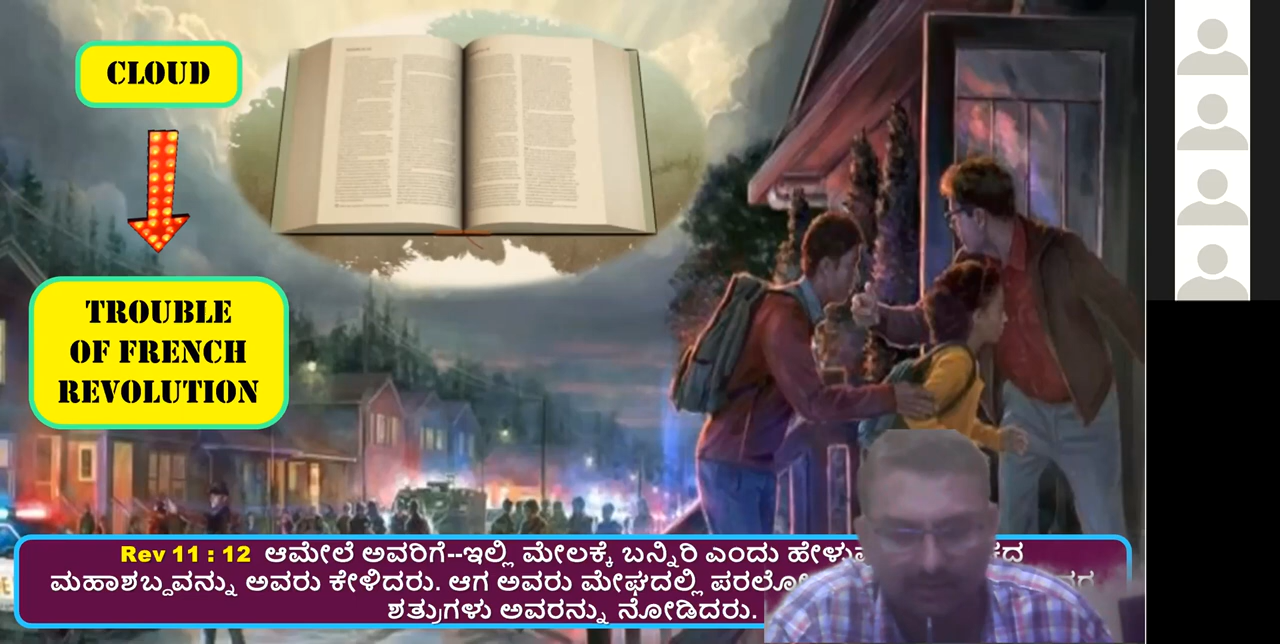 CLOUD
TROUBLE
OF FRENCH
REVOLUTION
Rev 11 : 12 ಆಮೇಲೆ ಅವರಿಗೆ--ಇಲ್ಲಿ ಮೇಲಕ್ಕೆ ಬನ್ನಿರಿ ಎಂದು
ಮಹಾಶಬ್ದವನ್ನು ಅವರು ಕೇಳಿದರು. ಆಗ ಅವರು ಮೇಘದಲ್ಲಿ
ಶತ್ರುಗಳು ಅವರನ್ನು ನೋಡಿದರು.